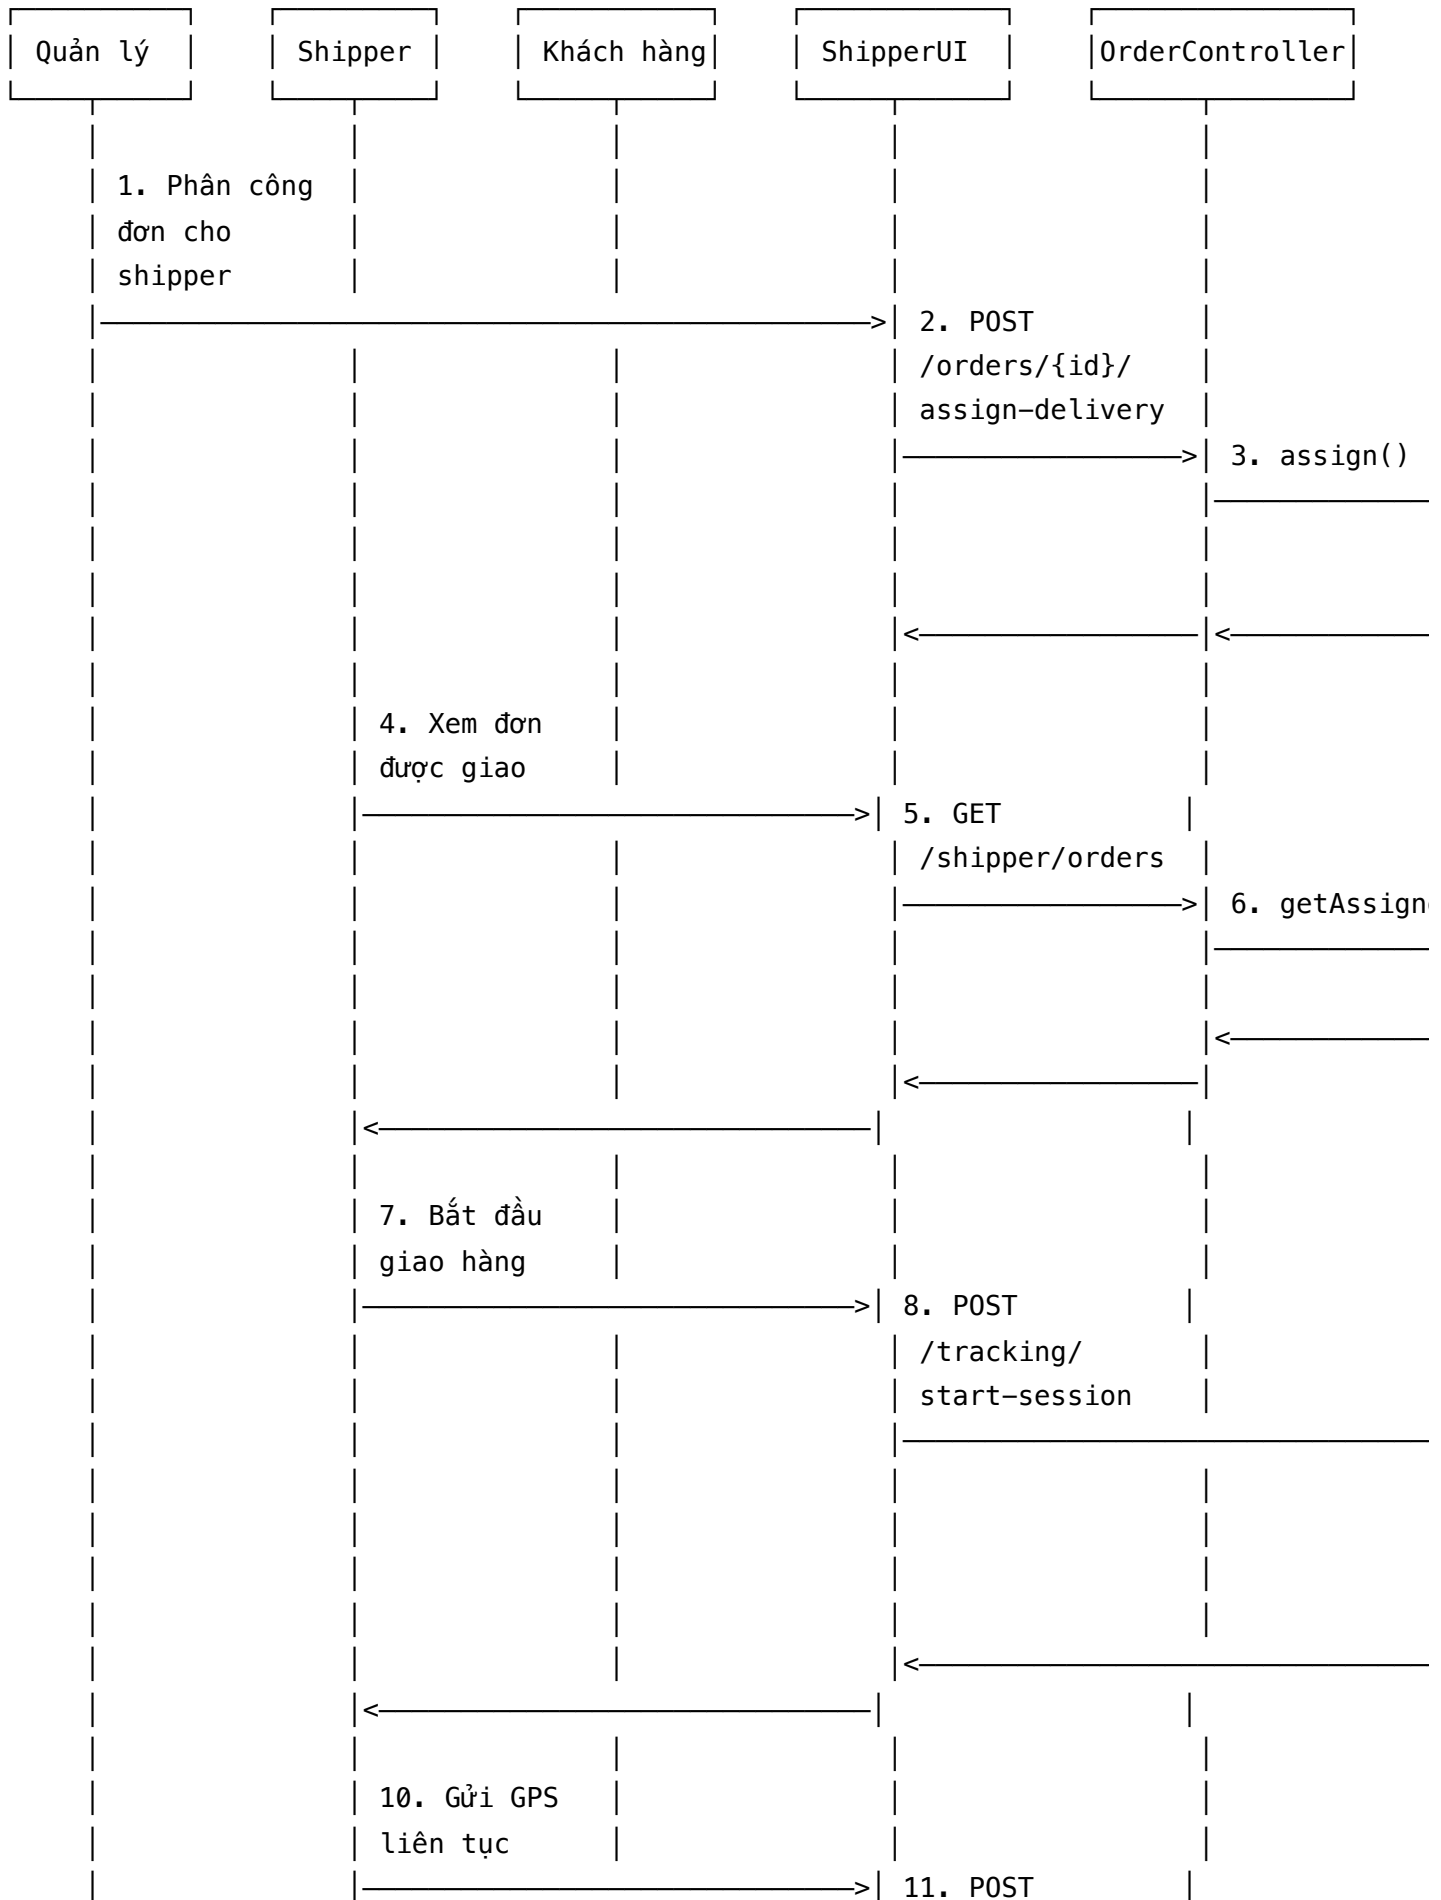 Quản lý Shipper Khách hàng ShipperUI OrderController
1. Phân công
đơn cho
shipper
2. POST
/orders/{id}/
assign-delivery
3. assign()
4. Xem đơn
được giao
5. GET
/shipper/orders
6. getAssign
7. Bắt đầu
giao hàng
8. POST
/tracking/
start-session
10. Gửi GPS
liên tục
11. POST